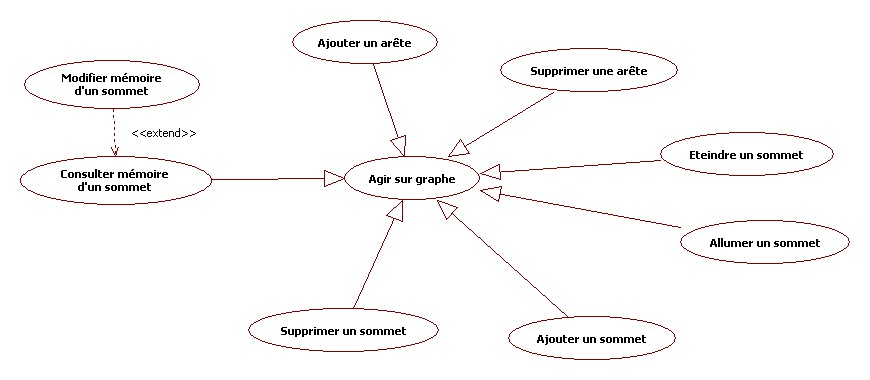 Ajouter un arête
Supprimer une arête
Modifier mémoire
d'un sommet
<<extend>>
Eteindre un sommet
Consulter mémoire
d'un sommet
Agir sur graphe
Allumer un sommet
Supprimer un sommet
Ajouter un sommet